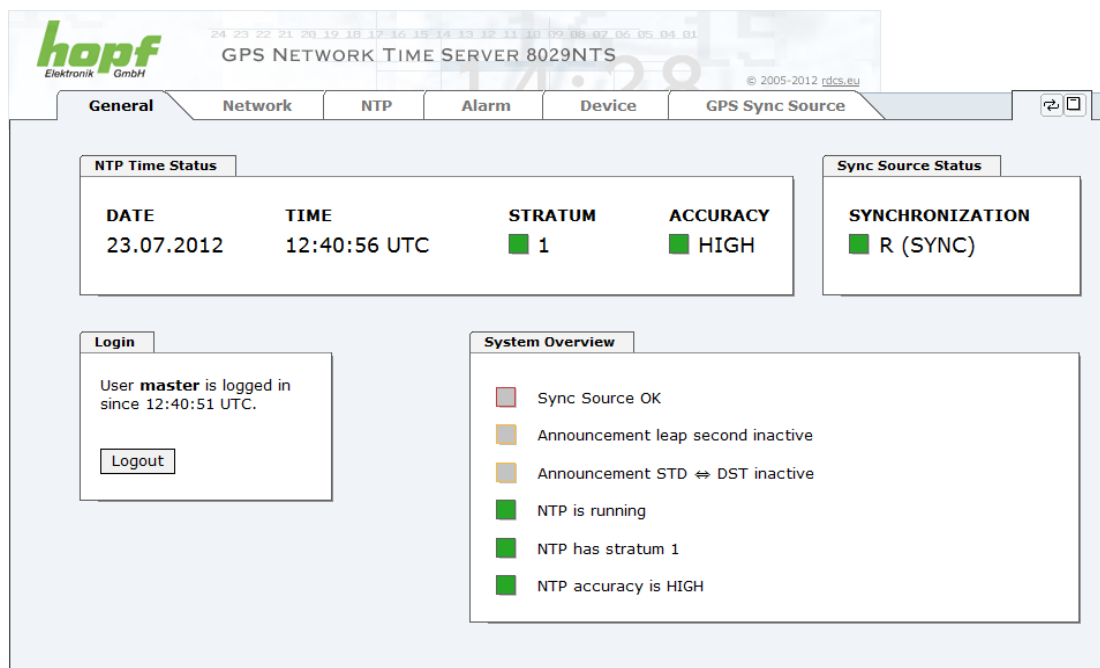 hopf
Elektronik GmbH
24 23 22 21 20 19 18 17 16 15 14 13 12 11 10 09 08 07 06 05 04 01
GPS NETWORK TIME SERVER 8029NTS
14:28
© 2005-2012 rdcs.eu
General Network NTP Alarm Device GPS Sync Source
NTP Time Status Sync Source Status
DATE TIME STRATUM ACCURACY SYNCHRONIZATION
23.07.2012 12:40:56 UTC 1 HIGH R (SYNC)
Login
User master is logged in
since 12:40:51 UTC.
Logout
System Overview
Sync Source OK
Announcement leap second inactive
Announcement STD ⇔ DST inactive
NTP is running
NTP has stratum 1
NTP accuracy is HIGH